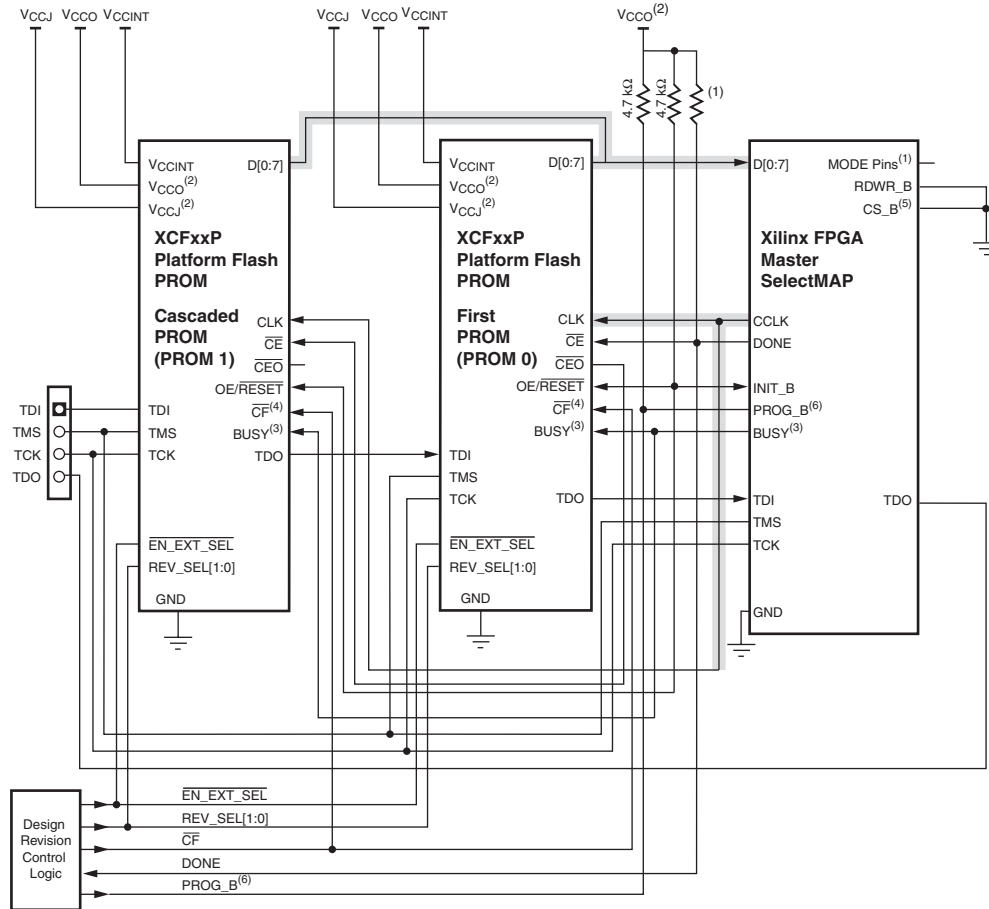 VCCJ VCCO VCCINT
VCCJ VCCO VCCINT
VCCO(2)
4.7 kΩ
4.7 kΩ
(1)
VCCINT
VCCO(2)
VCCJ(2)
D[0:7]
XCFxxP
Platform Flash
PROM
Cascaded
PROM
(PROM 1)
CLK
CE
CEO
OE/RESET
CF(4)
BUSY(3)
TDO
TDI
TMS
TCK
EN_EXT_SEL
REV_SEL[1:0]
GND
VCCINT
VCCO(2)
VCCJ(2)
D[0:7]
XCFxxP
Platform Flash
PROM
First
PROM
(PROM 0)
CLK
CE
CEO
OE/RESET
CF(4)
BUSY(3)
TDI
TMS
TCK
TDO
EN_EXT_SEL
REV_SEL[1:0]
GND
D[0:7]
MODE Pins(1)
RDWR_B
CS_B(5)
Xilinx FPGA
Master
SelectMAP
CCLK
DONE
INIT_B
PROG_B(6)
BUSY(3)
TDI
TMS
TCK
TDO
GND
TDI
TMS
TCK
TDO
Design
Revision
Control
Logic
EN_EXT_SEL
REV_SEL[1:0]
CF
DONE
PROG_B(6)